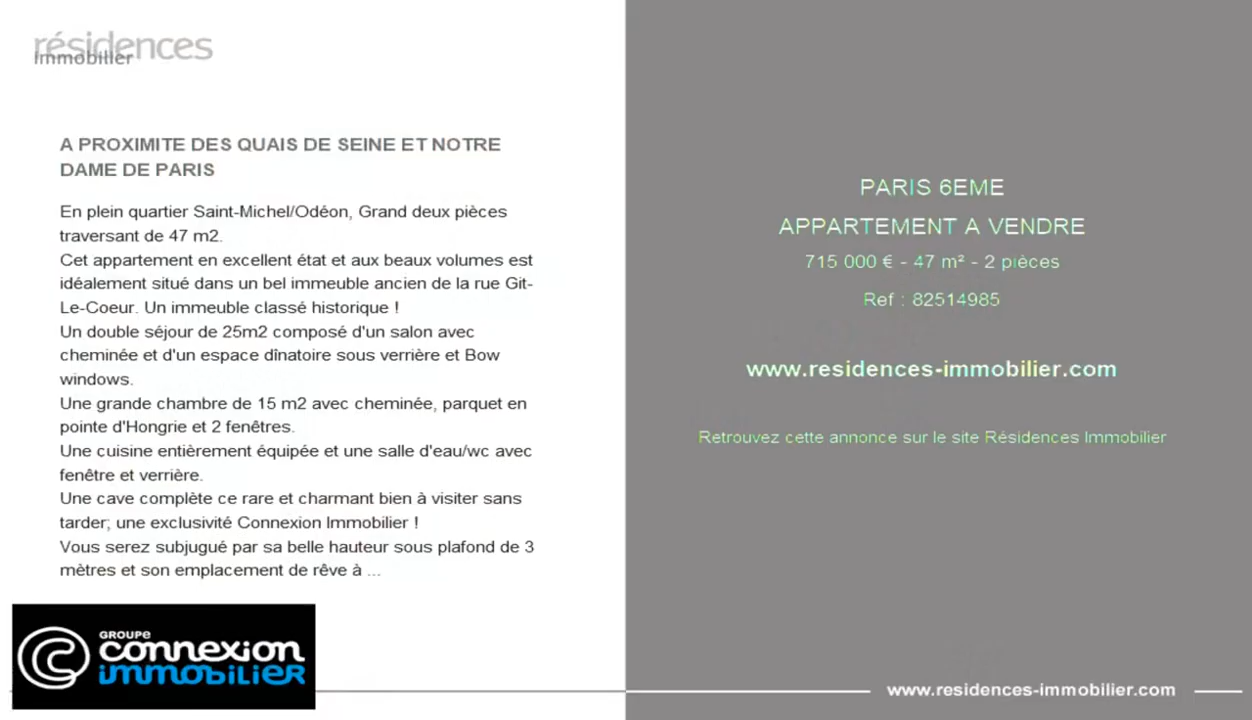 résidences
immobilier
A PROXIMITE DES QUAIS DE SEINE ET NOTRE
DAME DE PARIS
En plein quartier Saint-Michel/Odéon, Grand deux pièces
traversant de 47 m2.
Cet appartement en excellent état et aux beaux volumes est
idéalement situé dans un bel immeuble ancien de la rue Git-
Le-Coeur. Un immeuble classé historique !
Un double séjour de 25m2 composé d'un salon avec
cheminée et d'un espace dînatoire sous verrière et Bow
windows.
Une grande chambre de 15 m2 avec cheminée, parquet en
pointe d'Hongrie et 2 fenêtres.
Une cuisine entièrement équipée et une salle d'eau/wc avec
fenêtre et verrière.
Une cave complète ce rare et charmant bien à visiter sans
tarder; une exclusivité Connexion Immobilier !
Vous serez subjugué par sa belle hauteur sous plafond de 3
mètres et son emplacement de rêve à ...
GROUPe
connexion
immobilier
PARIS 6EME
APPARTEMENT A VENDRE
715 000 € - 47 m² - 2 pièces
Ref : 82514985
www.residences-immobilier.com
Retrouvez cette annonce sur le site Résidences Immobilier
www.residences-immobilier.com